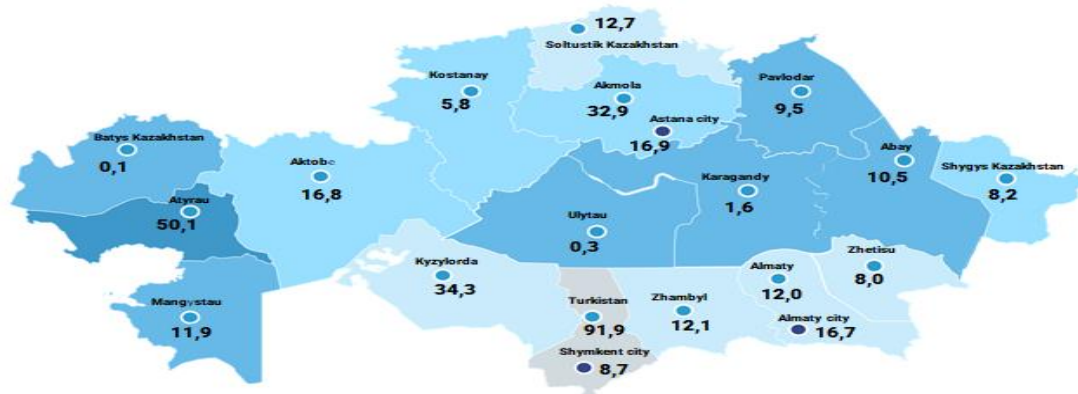 12,7
Soltustik Kazakhstan
Kostanay
5,8
Akmola
32,9
Astana city
16,9
Pavlodar
9,5
Batys Kazakhstan
0,1
Aktobe
16,8
Abay
10,5
Shygys Kazakhstan
8,2
Karagandy
1,6
Atyrau
50,1
Ulytau
0,3
Zhetisu
8,0
Kyzylorda
34,3
Almaty
12,0
Mangystau
11,9
Turkistan
91,9
Zhambyl
12,1
Almaty city
16,7
Shymkent city
8,7